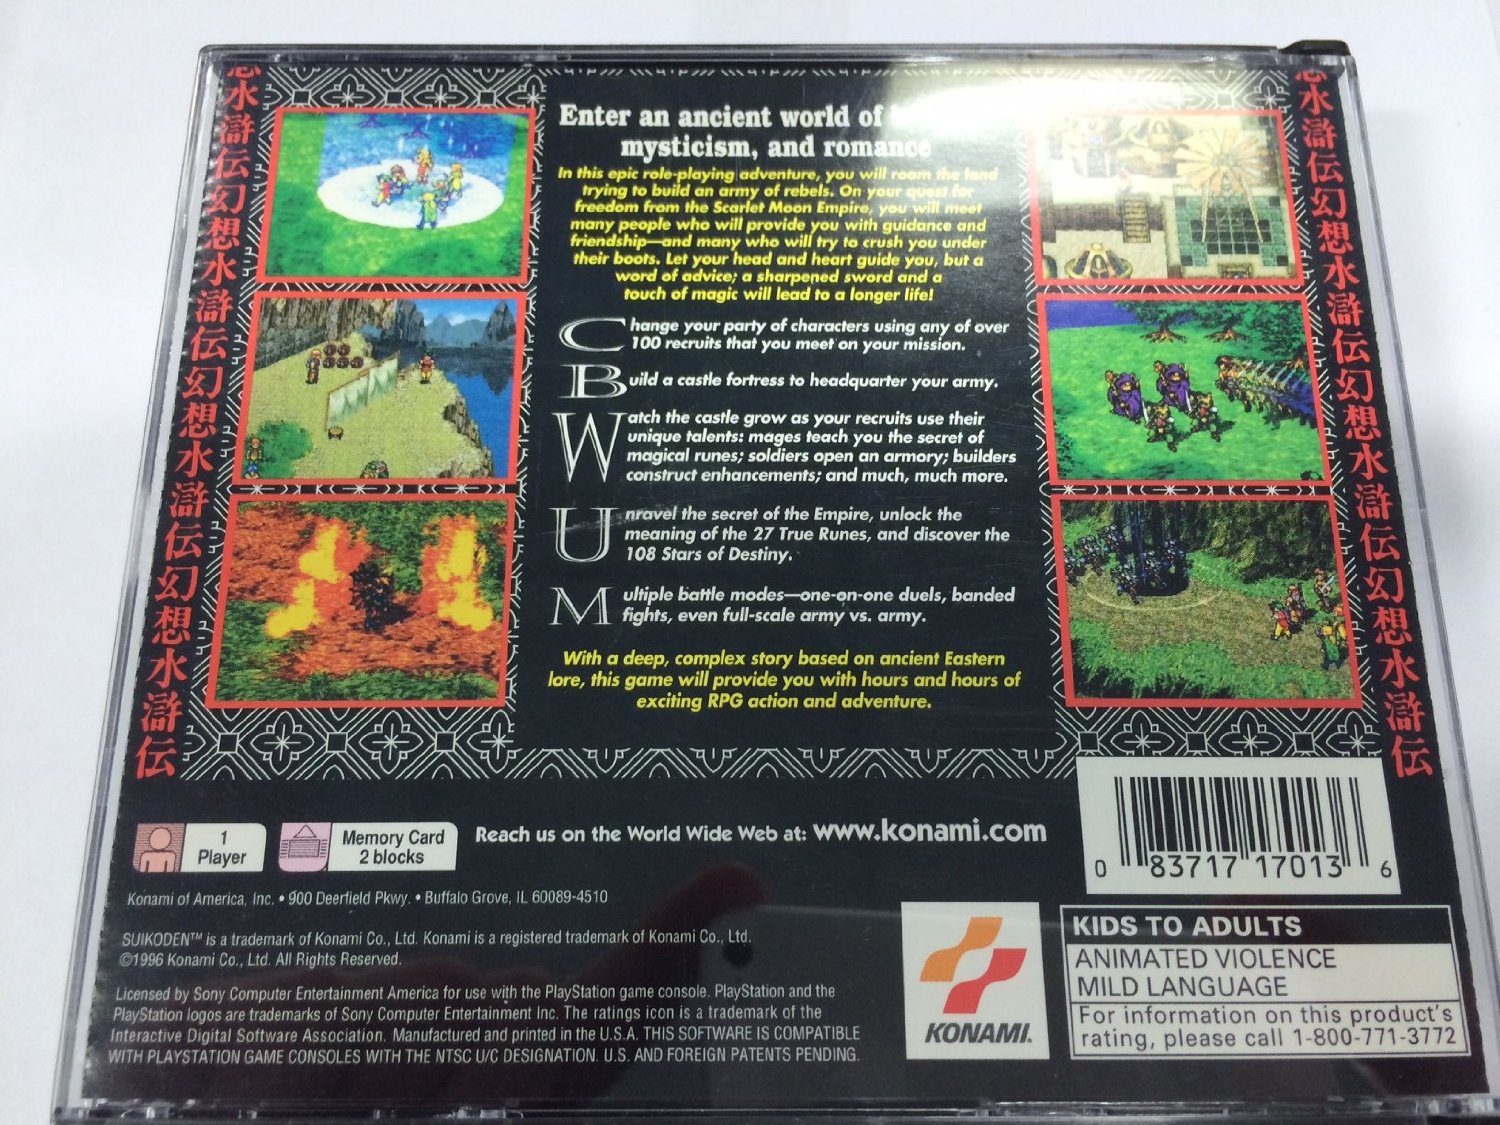 Enter an ancient world of
mysticism, and romance
In this epic role-playing adventure, you will roam the land
trying to build an army of rebels. On your quest for
freedom from the Scarlet Moon Empire, you will meet
many people who will provide you with guidance and
friendship—and many who will try to crush you under
their boots. Let your head and heart guide you, but a
word of advice; a sharpened sword and a
touch of magic will lead to a longer life!
Change your party of characters using any of over
100 recruits that you meet on your mission.
Build a castle fortress to headquarter your army.
Watch the castle grow as your recruits use their
unique talents: mages teach you the secret of
magical runes; soldiers open an armory; builders
construct enhancements; and much, much more.
Unravel the secret of the Empire, unlock the
meaning of the 27 True Runes, and discover the
108 Stars of Destiny.
Multiple battle modes—one-on-one duels, banded
fights, even full-scale army vs. army.
With a deep, complex story based on ancient Eastern
lore, this game will provide you with hours and hours of
exciting RPG action and adventure.
想水滸伝幻想水滸伝幻想水滸伝幻想水滸伝
想水滸伝幻想水滸伝幻想水滸伝幻想水滸伝
1
Player
Memory Card
2 blocks
Reach us on the World Wide Web at: www.konami.com
0 83717 17013 6
Konami of America, Inc. • 900 Deerfield Pkwy. • Buffalo Grove, IL 60089-4510
SUIKODEN™ is a trademark of Konami Co., Ltd. Konami is a registered trademark of Konami Co., Ltd.
©1996 Konami Co., Ltd. All Rights Reserved.
Licensed by Sony Computer Entertainment America for use with the PlayStation game console. PlayStation and the
PlayStation logos are trademarks of Sony Computer Entertainment Inc. The ratings icon is a trademark of the
Interactive Digital Software Association. Manufactured and printed in the U.S.A. THIS SOFTWARE IS COMPATIBLE
WITH PLAYSTATION GAME CONSOLES WITH THE NTSC U/C DESIGNATION. U.S. AND FOREIGN PATENTS PENDING.
KONAMI.
KIDS TO ADULTS
ANIMATED VIOLENCE
MILD LANGUAGE
For information on this product's
rating, please call 1-800-771-3772